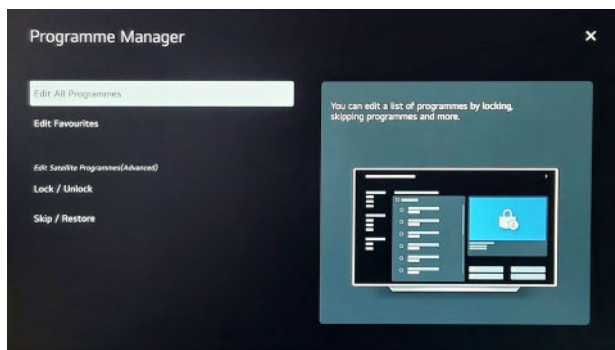 Programme Manager
Edit All Programmes
Edit Favourites
Edit Satellite Programmes(Advanced)
Lock / Unlock
Skip / Restore
You can edit a list of programmes by locking,
skipping programmes and more.